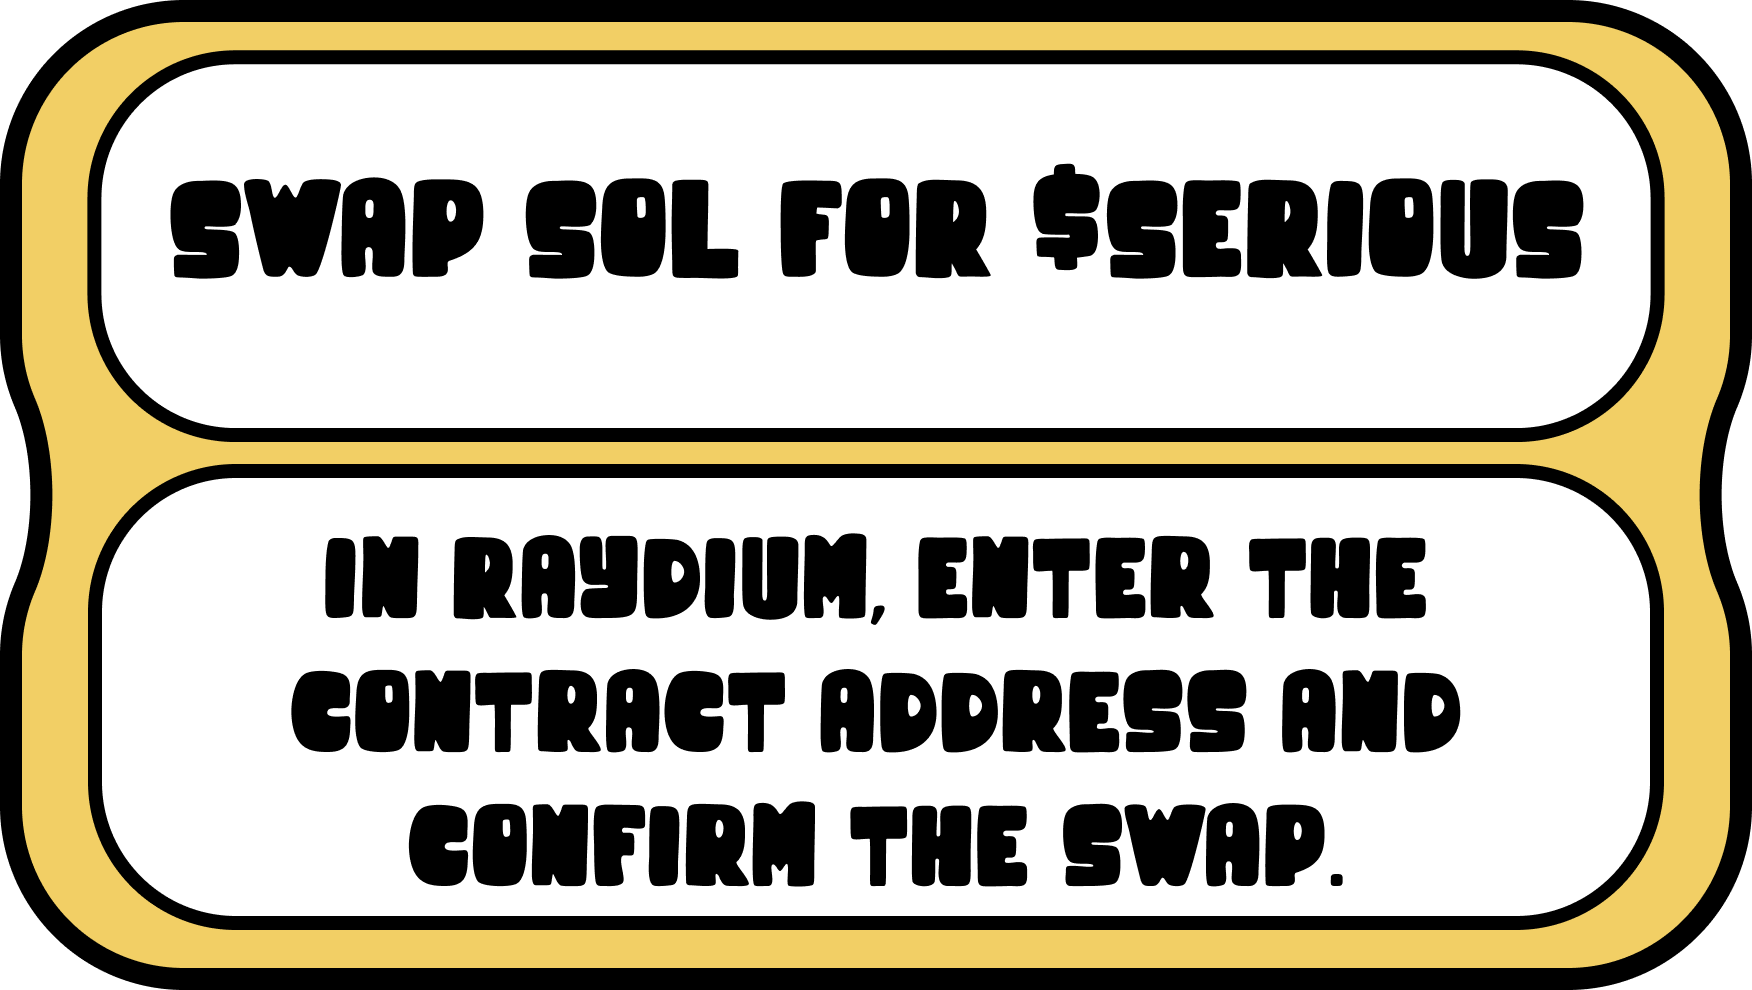 SWAP SOL FOR $SERIOUS
IN RAYDIUM, ENTER THE
CONTRACT ADDRESS AND
CONFIRM THE SWAP.